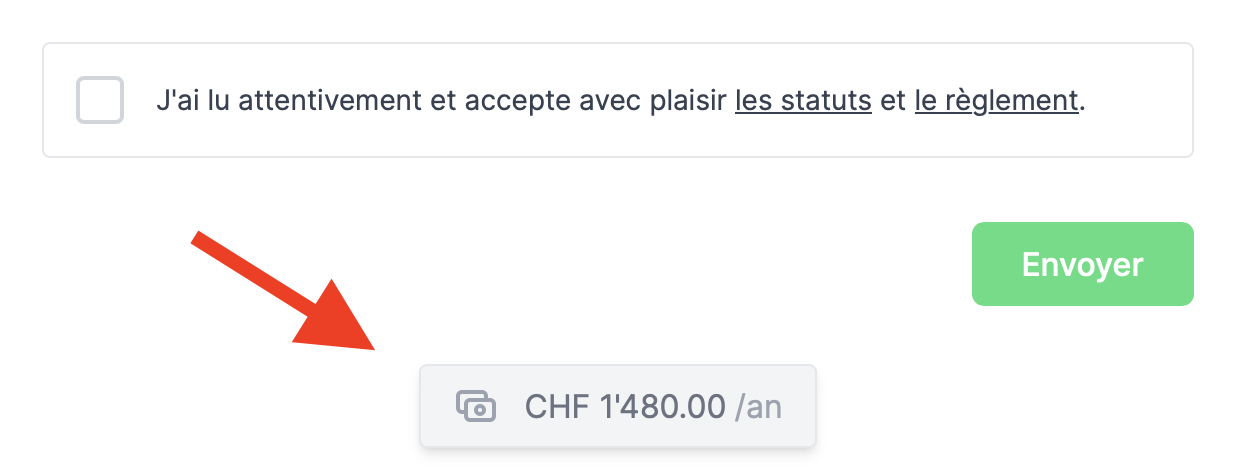 J'ai lu attentivement et accepte avec plaisir les statuts et le règlement.
Envoyer
CHF 1'480.00 /an